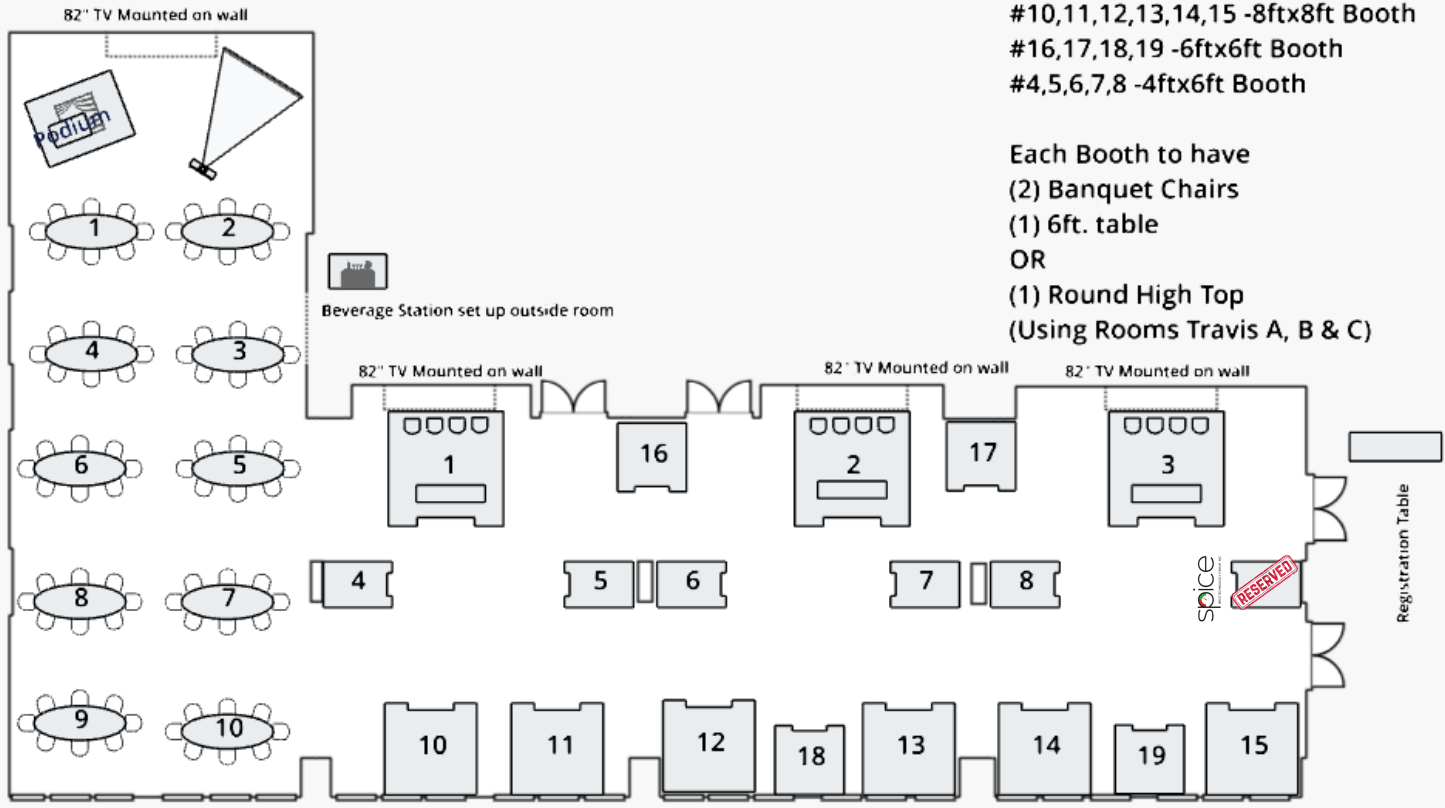 82" TV Mounted on wall
#10,11,12,13,14,15 -8ftx8ft Booth
#16,17,18,19 -6ftx6ft Booth
#4,5,6,7,8 -4ftx6ft Booth
Each Booth to have
(2) Banquet Chairs
(1) 6ft. table
OR
(1) Round High Top
(Using Rooms Travis A, B & C)
Podium
1
2
Beverage Station set up outside room
4
3
82" TV Mounted on wall
82" TV Mounted on wall
82" TV Mounted on wall
6
5
1
16
2
17
3
Registration Table
8
7
4
5
6
7
8
spice
RESERVED
9
10
10
11
12
18
13
14
19
15